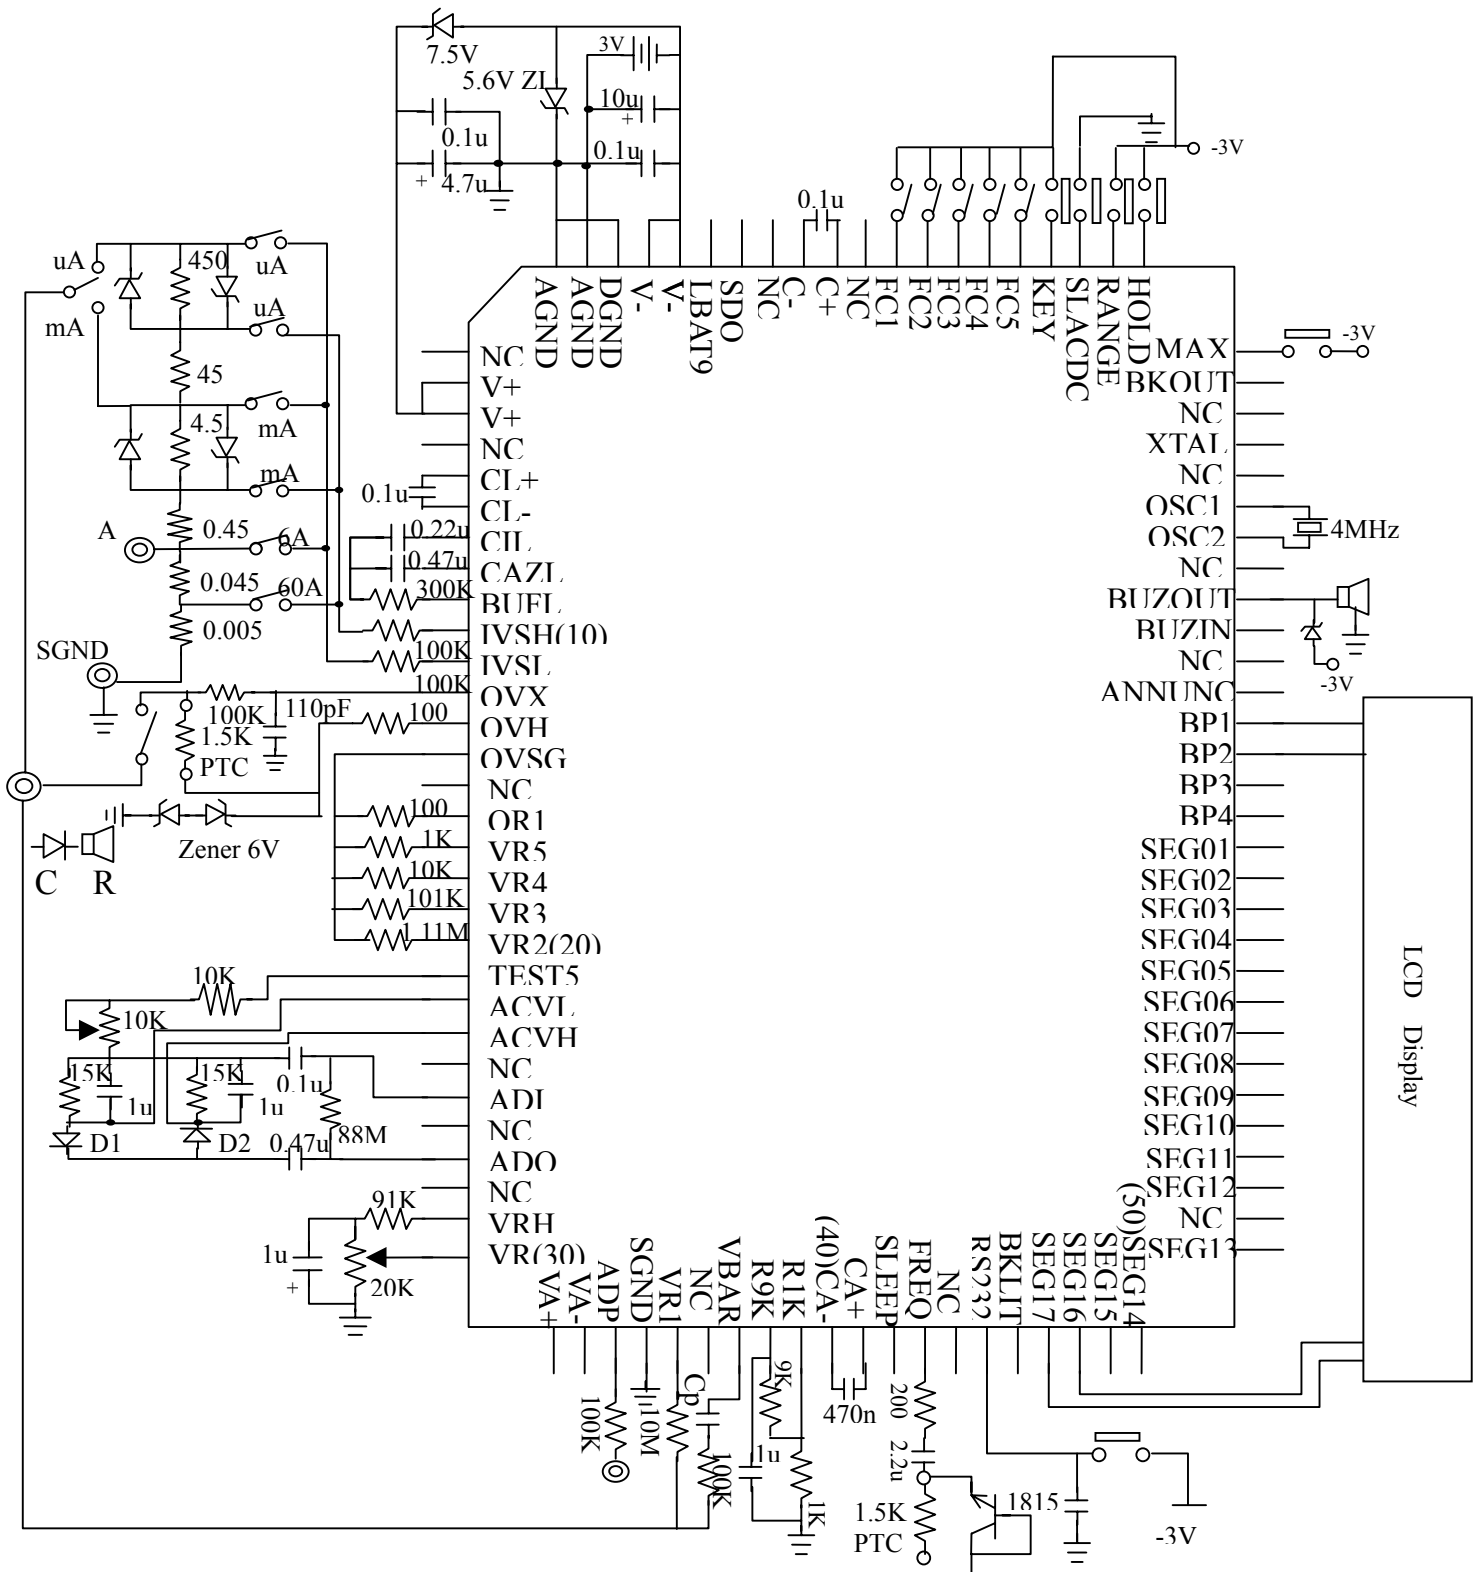 7.5V
3V
5.6V ZI
10u
+
0.1u
0.1u
+
4.7u
-3V
0.1u
uA
450
uA
mA
uA
45
4.5
mA
mA
A
0.45
6A
0.045
60A
0.005
SGND
AGND
AGND
DGND
V-
V-
LBAT9
SDO
NC
C-
C+
NC
FC1
FC2
FC3
FC4
FC5
KEY
SLACDC
RANGE
HOLD
NC
V+
V+
NC
CL+
CL-
CIL
CAZL
BUFL
IVSH(10)
IVSL
OVX
OVH
OVSG
NC
OR1
VR5
VR4
VR3
VR2(20)
TEST5
ACVL
ACVH
NC
ADI
NC
ADO
NC
VRH
VR(30)
0.1u
0.22u
0.47u
300K
100K
100K
100K
110pF
100
1.5K
PTC
100
1K
10K
101K
1.11M
Zener 6V
C R
10K
10K
15K
1u
15K
1u
0.1u
88M
D1
D2
0.47u
91K
1u
+
20K
MAX
-3V
BKOUT
NC
XTAL
NC
OSC1
OSC2
4MHz
NC
BUZOUT
BUZIN
NC
-3V
ANNUNC
BP1
BP2
BP3
BP4
SEG01
SEG02
SEG03
SEG04
SEG05
SEG06
SEG07
SEG08
SEG09
SEG10
SEG11
SEG12
NC
SEG13
LCD Display
VA+
VA-
ADP
SGND
VR1
NC
VBAR
R9K
R1K
(40)CA-
CA+
SLEEP
FREQ
NC
RS232
BKLIT
SEG17
SEG16
SEG15
(50)SEG14
100K
10M
Cp
100K
9K
1u
1K
470n
200
2.2u
1.5K
PTC
1815
-3V